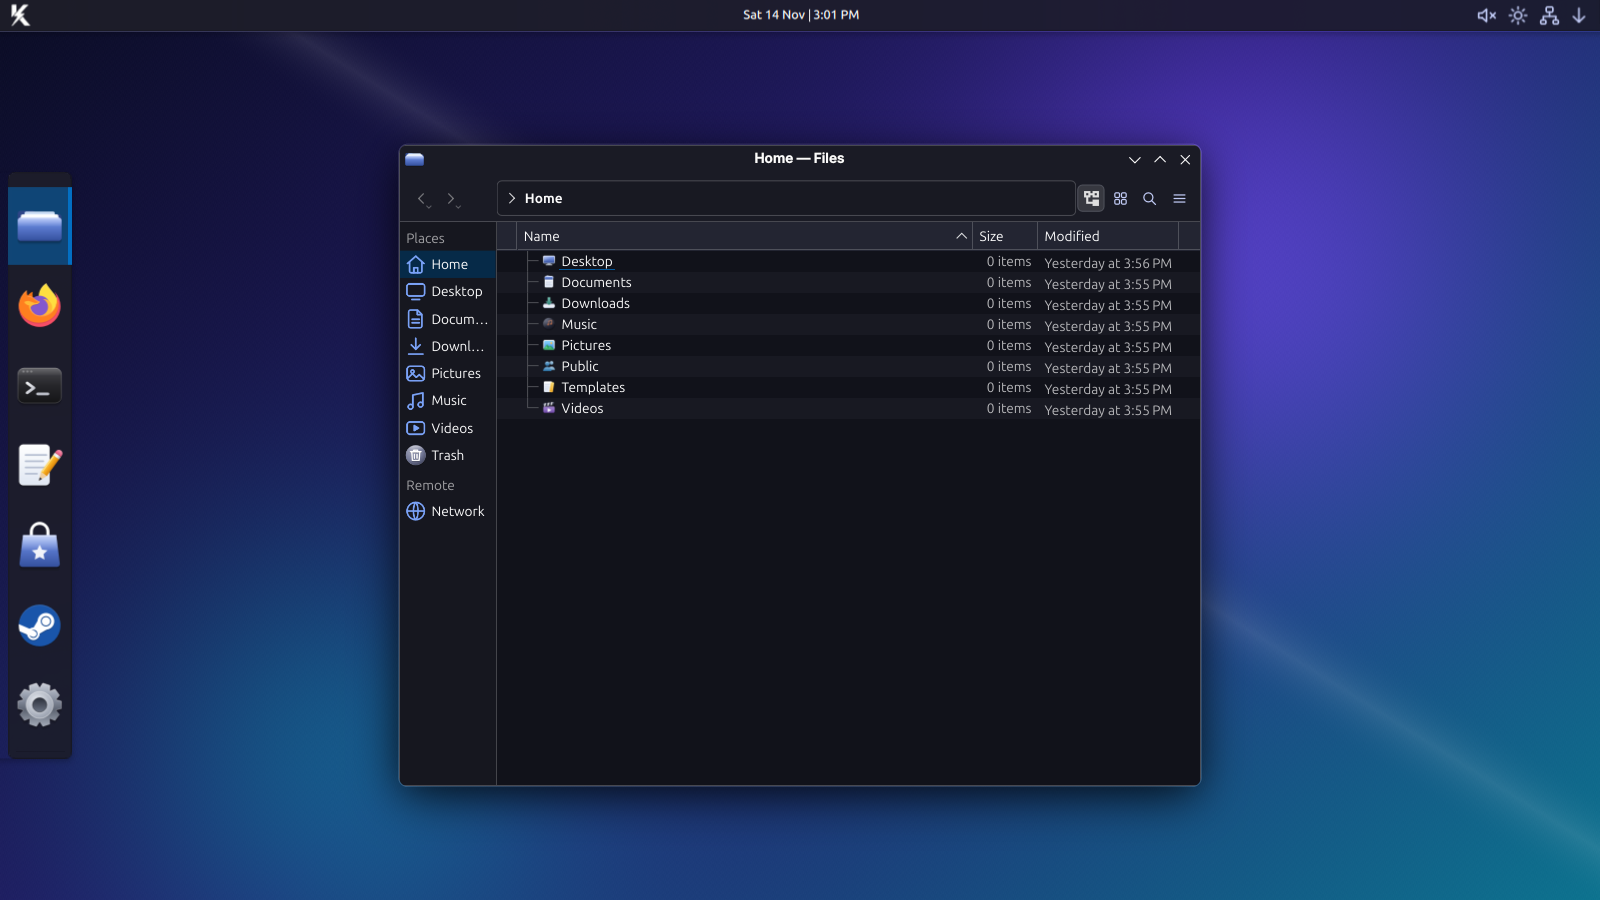 Sat 14 Nov | 3:01 PM
Home — Files
Home
Places
Home
Desktop
Docum...
Downl...
Pictures
Music
Videos
Trash
Remote
Network
Name Size Modified
Desktop 0 items Yesterday at 3:56 PM
Documents 0 items Yesterday at 3:55 PM
Downloads 0 items Yesterday at 3:55 PM
Music 0 items Yesterday at 3:55 PM
Pictures 0 items Yesterday at 3:55 PM
Public 0 items Yesterday at 3:55 PM
Templates 0 items Yesterday at 3:55 PM
Videos 0 items Yesterday at 3:55 PM